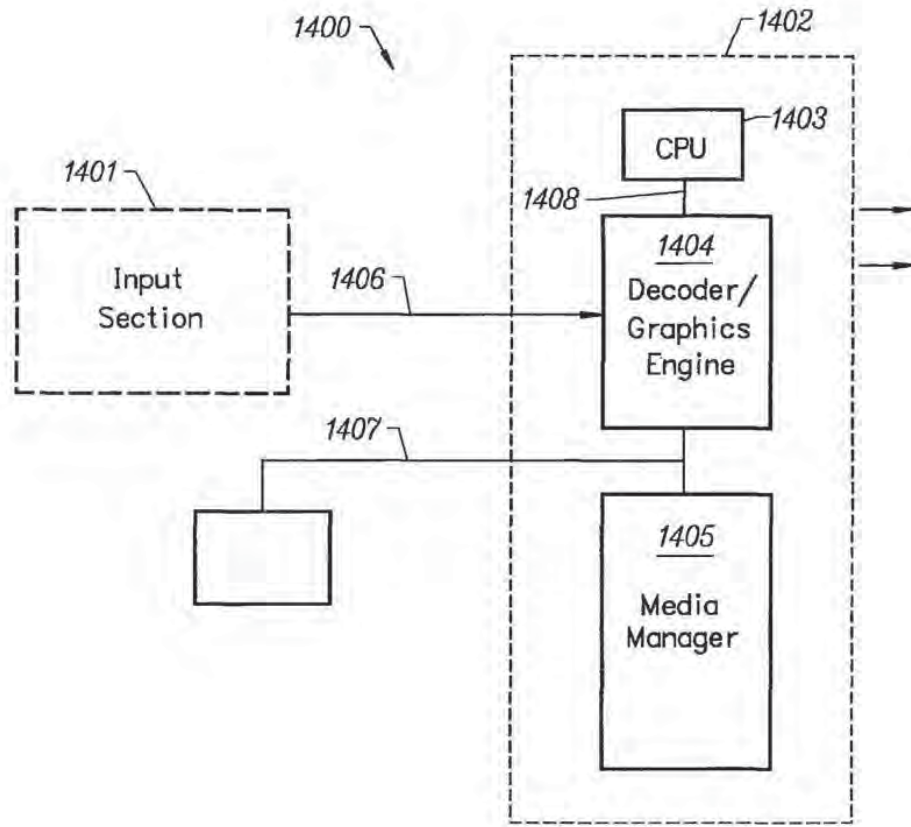 1400
1402
1403
CPU
1401
1408
1404
Input
Section
1406
Decoder/
Graphics
Engine
1407
1405
Media
Manager